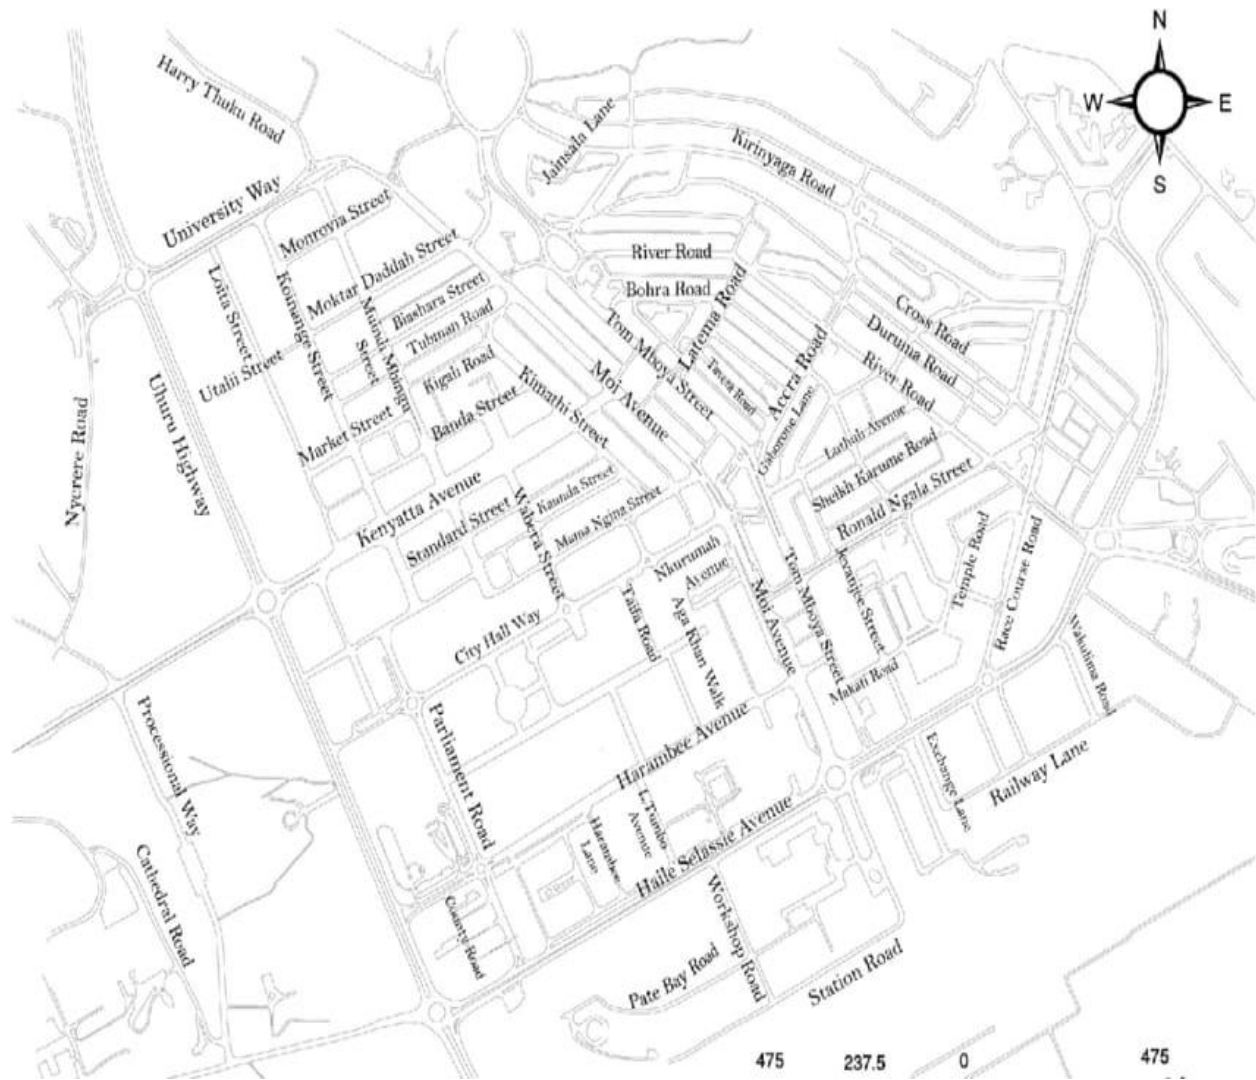 N
W
E
S
Harry Thuku Road
Jainsala Lane
Kirinyaga Road
University Way
Monrovia Street
Moktar Daddah Street
River Road
Bohra Road
Latema Road
Lotita Street
Koinange Street
Muindi Mbingu
Street
Biashara Street
Tubman Road
Utalii Street
Kigali Road
Market Street
Banda Street
Kimathi Street
Moi Avenue
Tom Mboya Street
Taveta Road
Accra Road
Gaborone Lane
Cross Road
Duruma Road
River Road
Luthuli Avenue
Sheikh Karume Road
Ronald Ngala Street
Nycrere Road
Uhuru Highway
Kenyatta Avenue
Standard Street
Wabera Street
Kaunda Street
Mama Ngina Street
Nkurumah
Avenue
City Hall Way
Taifa Road
Aga Khan Walk
Moi Avenue
Tom Mboya Street
Jevanjee Street
Makati Road
Temple Road
Race Course Road
Wakulima Road
Processional Way
Parliament Road
Harambee Avenue
Exchange Lane
Railway Lane
Cathedral Road
Harambee
Lane
L.Tumbo
Avenue
Haile Selassie Avenue
County Road
Workshop Road
Pate Bay Road
Station Road
475
237.5
0
475